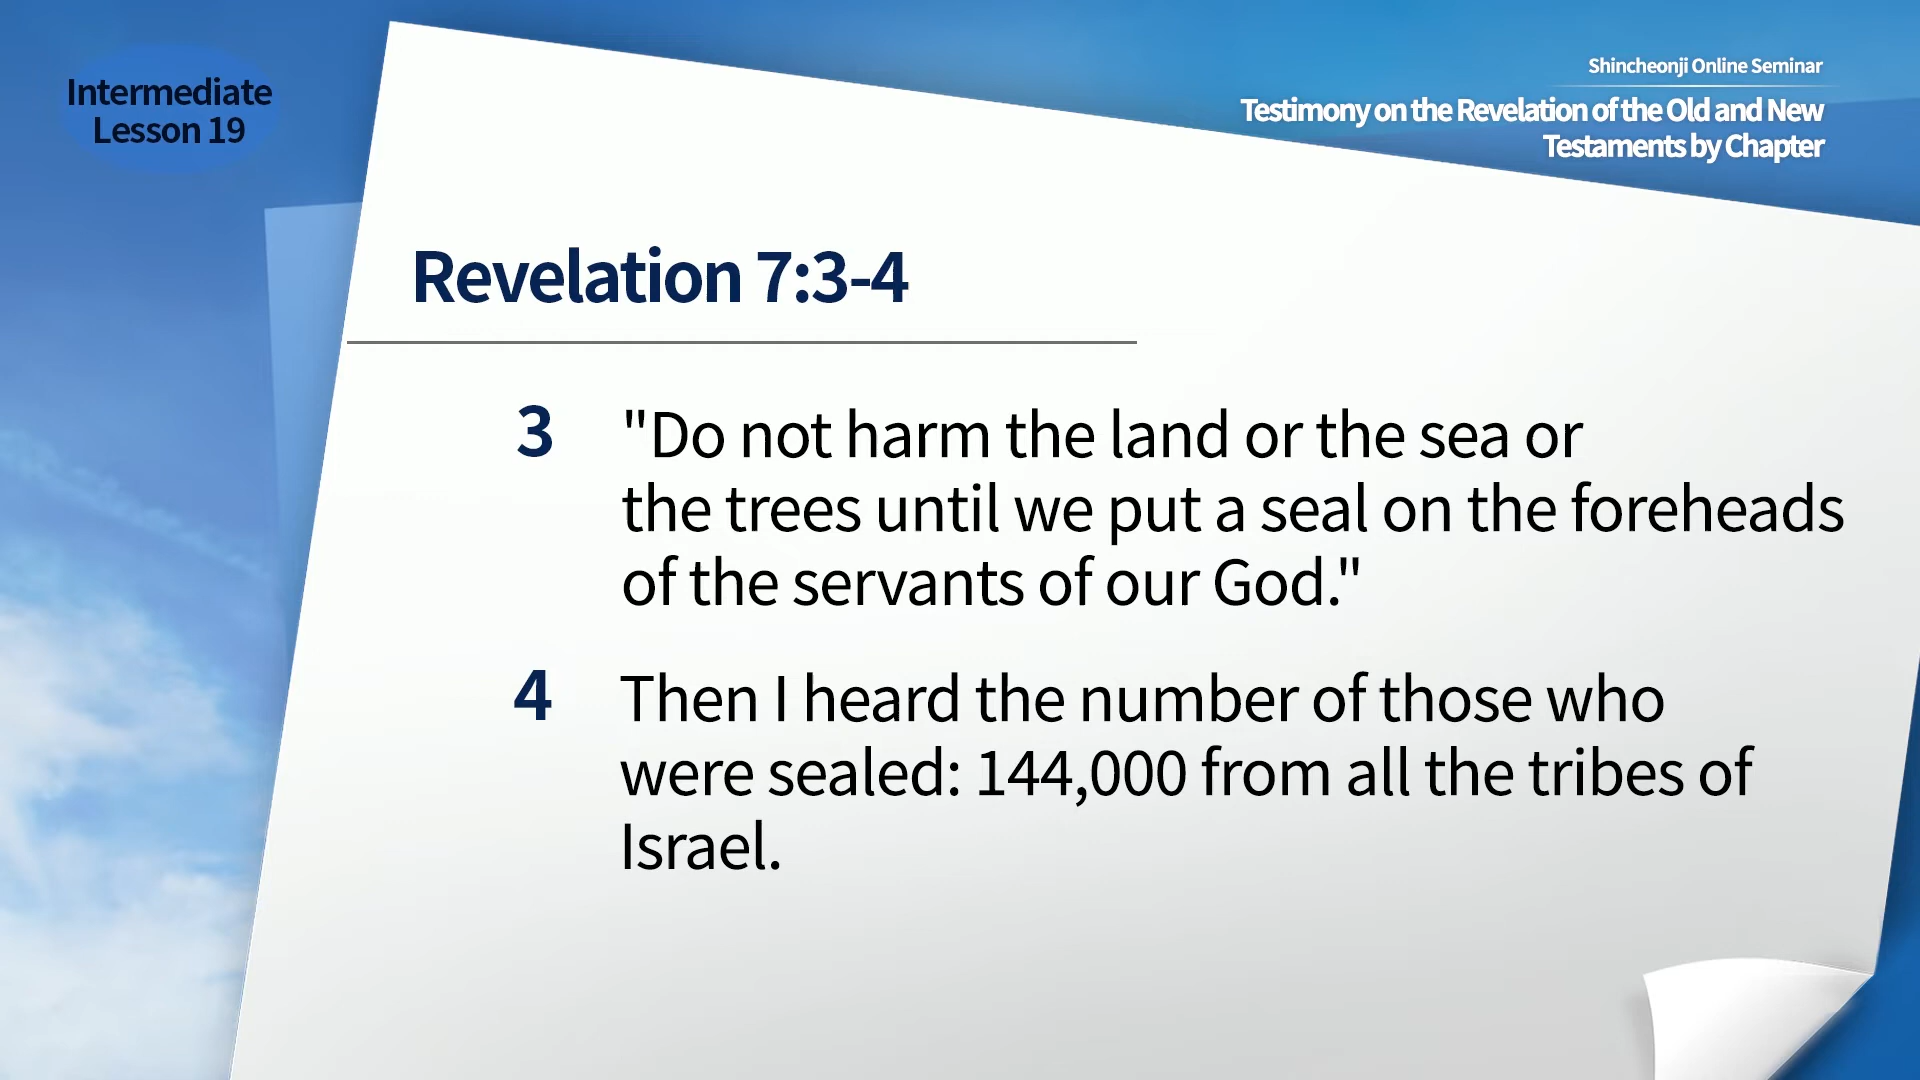 Intermediate
Lesson 19
Shincheonji Online Seminar
Testimony on the Revelation of the Old and New
Testaments by Chapter
Revelation 7:3-4
3 "Do not harm the land or the sea or
the trees until we put a seal on the foreheads
of the servants of our God."
4 Then I heard the number of those who
were sealed: 144,000 from all the tribes of
Israel.